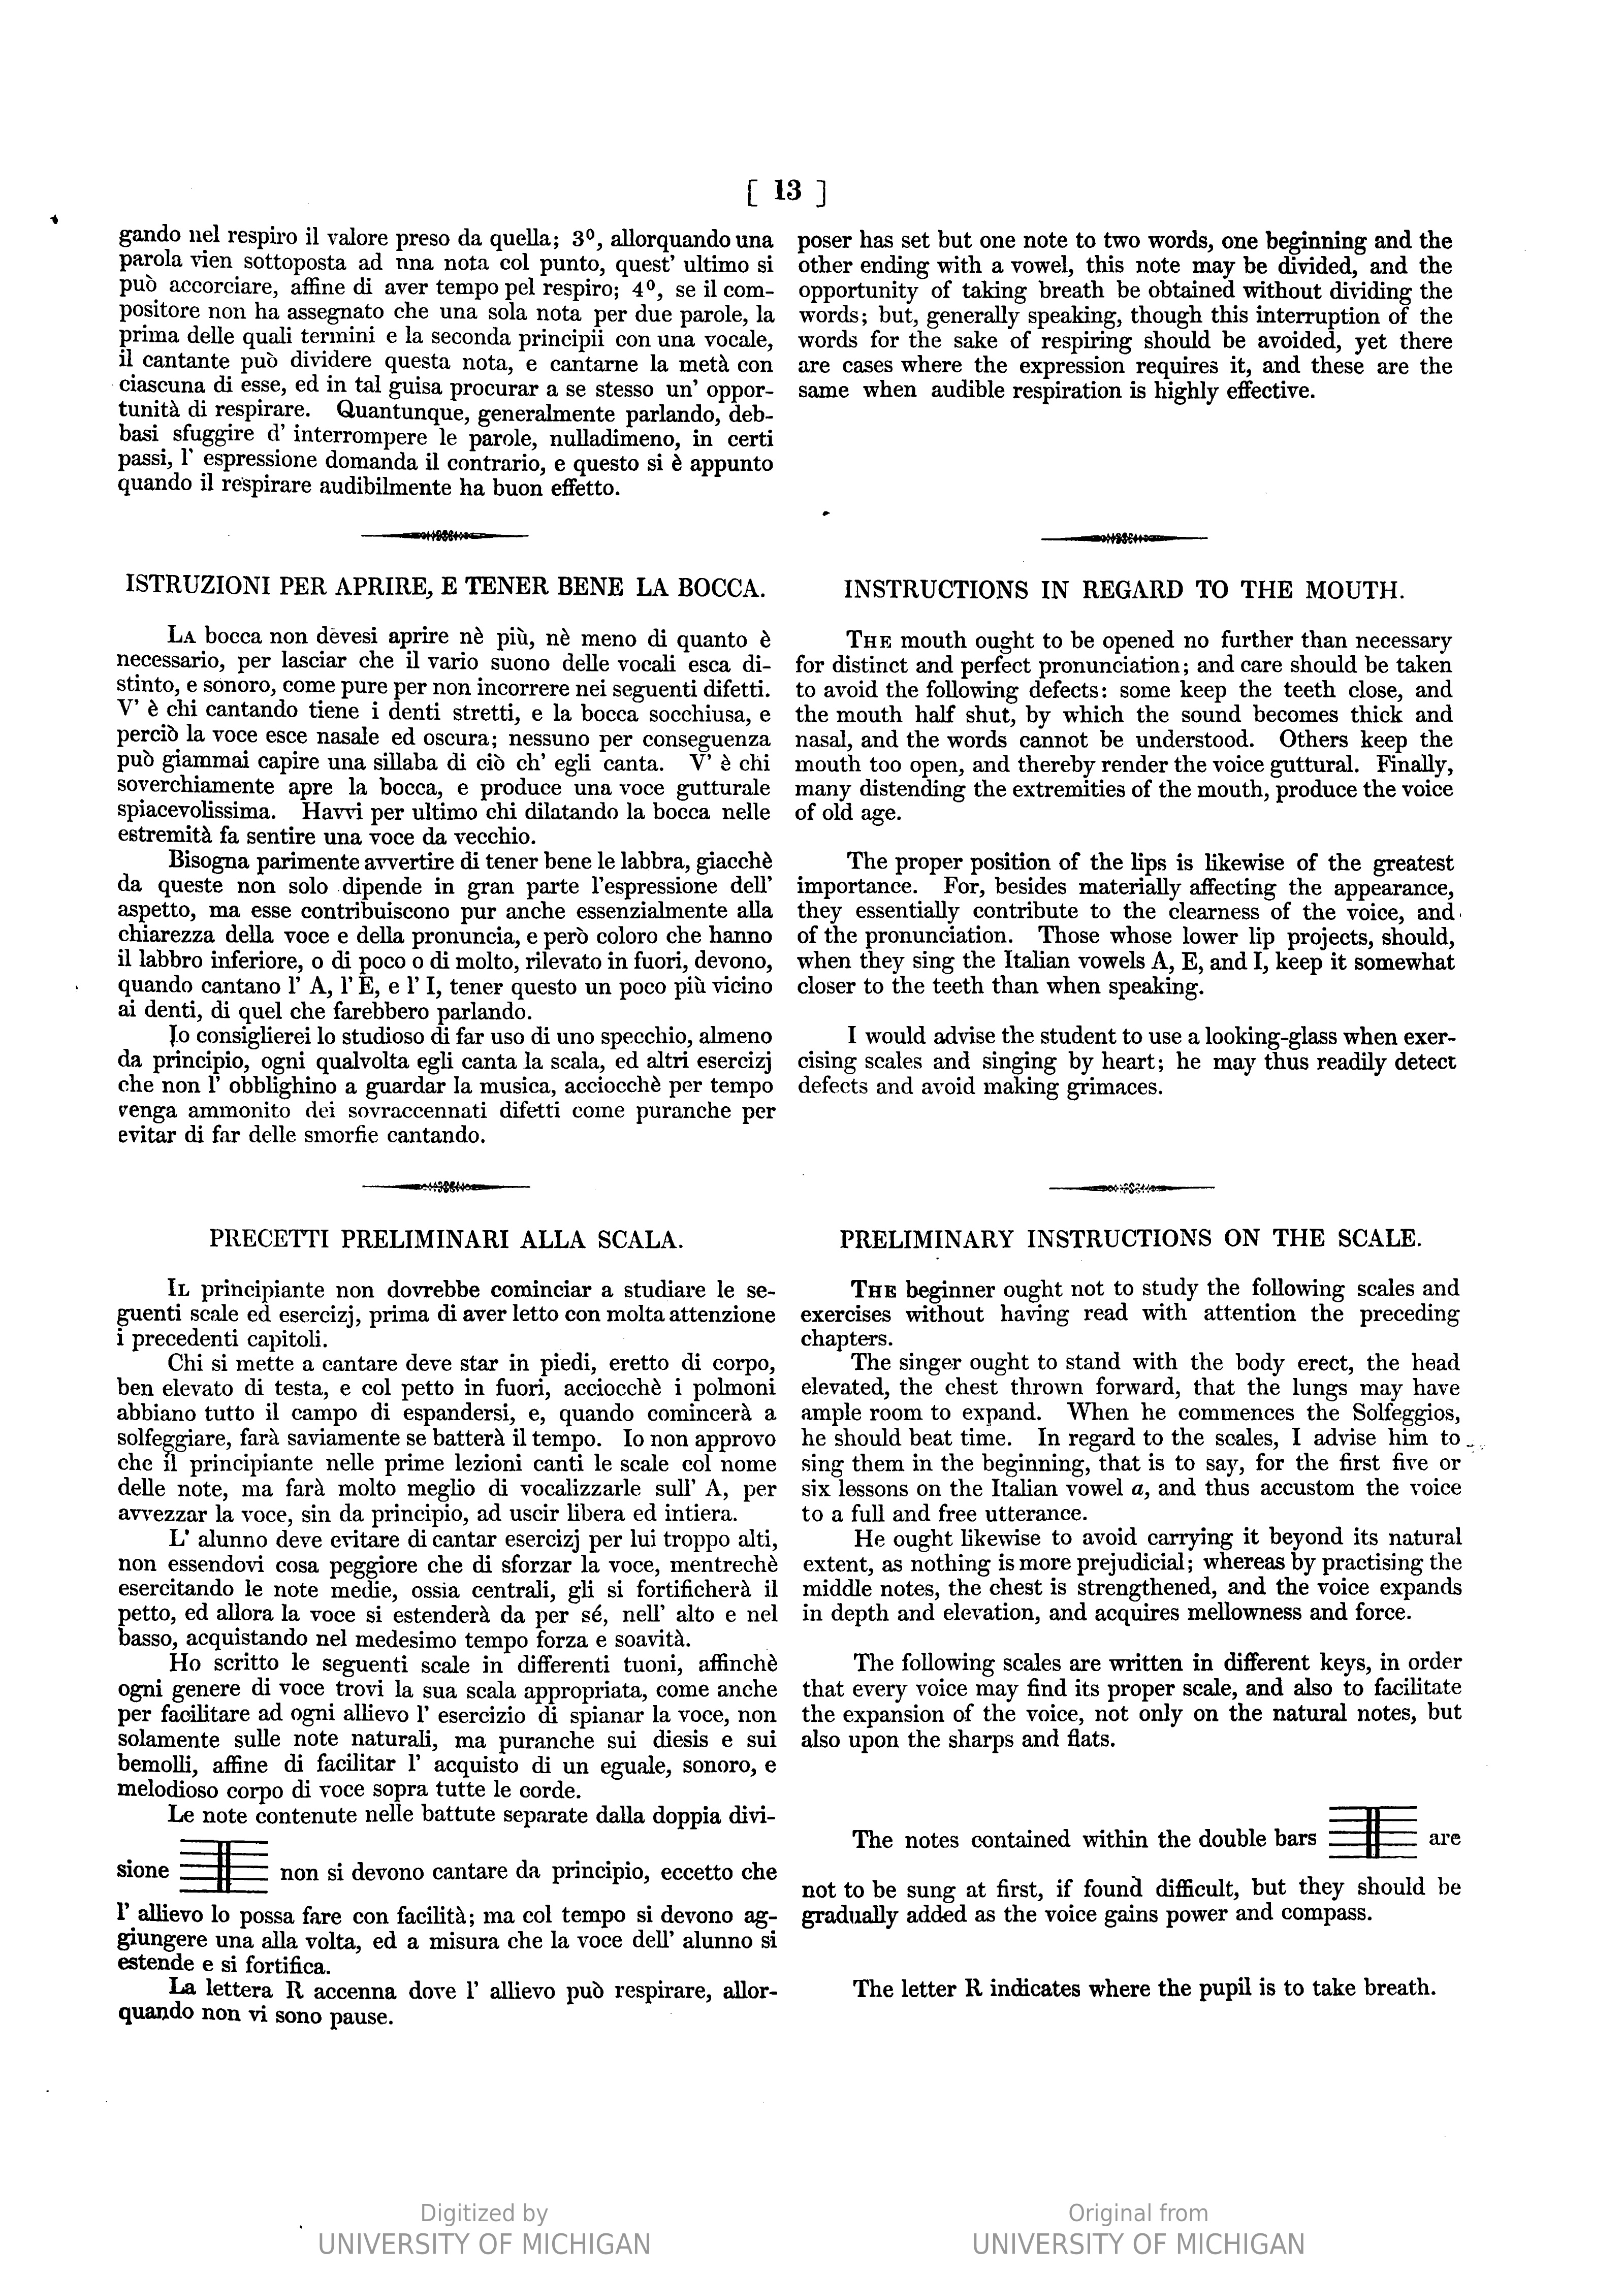 [ 13 ]
gando nel respiro il valore preso da quella; 3º, allorquando una
parola vien sottoposta ad nna nota col punto, quest' ultimo si
può accorciare, affine di aver tempo pel respiro; 4º, se il com-
positore non ha assegnato che una sola nota per due parole, la
prima delle quali termini e la seconda principii con una vocale,
il cantante può dividere questa nota, e cantarne la metà con
ciascuna di esse, ed in tal guisa procurar a se stesso un' oppor-
tunità di respirare. Quantunque, generalmente parlando, deb-
basi sfuggire d' interrompere le parole, nulladimeno, in certi
passi, l' espressione domanda il contrario, e questo si è appunto
quando il respirare audibilmente ha buon effetto.
ISTRUZIONI PER APRIRE, E TENER BENE LA BOCCA.
LA bocca non devesi aprire nè più, nè meno di quanto è
necessario, per lasciar che il vario suono delle vocali esca di-
stinto, e sonoro, come pure per non incorrere nei seguenti difetti.
V' è chi cantando tiene i denti stretti, e la bocca socchiusa, e
perciò la voce esce nasale ed oscura; nessuno per conseguenza
può giammai capire una sillaba di ciò ch' egli canta. V' è chi
soverchiamente apre la bocca, e produce una voce gutturale
spiacevolissima. Havvi per ultimo chi dilatando la bocca nelle
estremità fa sentire una voce da vecchio.
Bisogna parimente avvertire di tener bene le labbra, giacchè
da queste non solo dipende in gran parte l'espressione dell'
aspetto, ma esse contribuiscono pur anche essenzialmente alla
chiarezza della voce e della pronuncia, e però coloro che hanno
il labbro inferiore, o di poco o di molto, rilevato in fuori, devono,
quando cantano l' A, l' E, e l' I, tener questo un poco più vicino
ai denti, di quel che farebbero parlando.
Io consiglierei lo studioso di far uso di uno specchio, almeno
da principio, ogni qualvolta egli canta la scala, ed altri esercizj
che non l' obblighino a guardar la musica, acciocchè per tempo
venga ammonito dei sovraccennati difetti come puranche per
evitar di far delle smorfie cantando.
PRECETTI PRELIMINARI ALLA SCALA.
IL principiante non dovrebbe cominciar a studiare le se-
guenti scale ed esercizj, prima di aver letto con molta attenzione
i precedenti capitoli.
Chi si mette a cantare deve star in piedi, eretto di corpo,
ben elevato di testa, e col petto in fuori, acciocchè i polmoni
abbiano tutto il campo di espandersi, e, quando comincerà a
solfeggiare, farà saviamente se batterà il tempo. Io non approvo
che il principiante nelle prime lezioni canti le scale col nome
delle note, ma farà molto meglio di vocalizzarle sull' A, per
avvezzar la voce, sin da principio, ad uscir libera ed intiera.
L' alunno deve evitare di cantar esercizj per lui troppo alti,
non essendovi cosa peggiore che di sforzar la voce, mentrechè
esercitando le note medie, ossia centrali, gli si fortificherà il
petto, ed allora la voce si estenderà da per sé, nell' alto e nel
basso, acquistando nel medesimo tempo forza e soavità.
Ho scritto le seguenti scale in differenti tuoni, affinchè
ogni genere di voce trovi la sua scala appropriata, come anche
per facilitare ad ogni allievo l' esercizio di spianar la voce, non
solamente sulle note naturali, ma puranche sui diesis e sui
bemolli, affine di facilitar l' acquisto di un eguale, sonoro, e
melodioso corpo di voce sopra tutte le corde.
Le note contenute nelle battute separate dalla doppia divi-
sione non si devono cantare da principio, eccetto che
l' allievo lo possa fare con facilità; ma col tempo si devono ag-
giungere una alla volta, ed a misura che la voce dell' alunno si
estende e si fortifica.
La lettera R accenna dove l' allievo può respirare, allor-
quando non vi sono pause.
poser has set but one note to two words, one beginning and the
other ending with a vowel, this note may be divided, and the
opportunity of taking breath be obtained without dividing the
words; but, generally speaking, though this interruption of the
words for the sake of respiring should be avoided, yet there
are cases where the expression requires it, and these are the
same when audible respiration is highly effective.
INSTRUCTIONS IN REGARD TO THE MOUTH.
THE mouth ought to be opened no further than necessary
for distinct and perfect pronunciation; and care should be taken
to avoid the following defects: some keep the teeth close, and
the mouth half shut, by which the sound becomes thick and
nasal, and the words cannot be understood. Others keep the
mouth too open, and thereby render the voice guttural. Finally,
many distending the extremities of the mouth, produce the voice
of old age.
The proper position of the lips is likewise of the greatest
importance. For, besides materially affecting the appearance,
they essentially contribute to the clearness of the voice, and
of the pronunciation. Those whose lower lip projects, should,
when they sing the Italian vowels A, E, and I, keep it somewhat
closer to the teeth than when speaking.
I would advise the student to use a looking-glass when exer-
cising scales and singing by heart; he may thus readily detect
defects and avoid making grimaces.
PRELIMINARY INSTRUCTIONS ON THE SCALE.
THE beginner ought not to study the following scales and
exercises without having read with attention the preceding
chapters.
The singer ought to stand with the body erect, the head
elevated, the chest thrown forward, that the lungs may have
ample room to expand. When he commences the Solfeggios,
he should beat time. In regard to the scales, I advise him to
sing them in the beginning, that is to say, for the first five or
six lessons on the Italian vowel a, and thus accustom the voice
to a full and free utterance.
He ought likewise to avoid carrying it beyond its natural
extent, as nothing is more prejudicial; whereas by practising the
middle notes, the chest is strengthened, and the voice expands
in depth and elevation, and acquires mellowness and force.
The following scales are written in different keys, in order
that every voice may find its proper scale, and also to facilitate
the expansion of the voice, not only on the natural notes, but
also upon the sharps and flats.
The notes contained within the double bars are
not to be sung at first, if found difficult, but they should be
gradually added as the voice gains power and compass.
The letter R indicates where the pupil is to take breath.
Digitized by
UNIVERSITY OF MICHIGAN
Original from
UNIVERSITY OF MICHIGAN